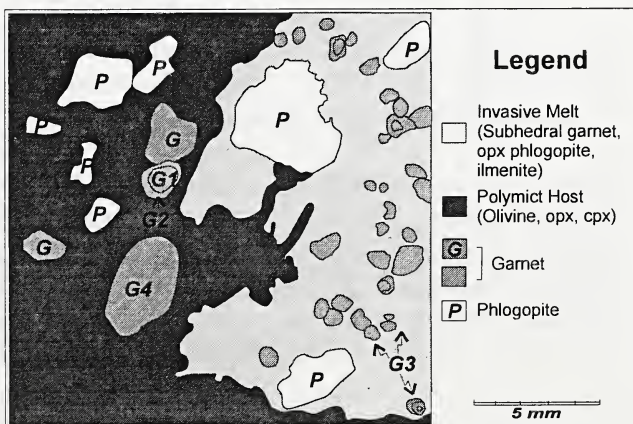 P
P
P
P
P
G
G1
G2
G
G4
P
P
P
G3
Legend
Invasive Melt
(Subhedral garnet,
opx phlogopite,
ilmenite)
Polymict Host
(Olivine, opx, cpx)
G
Garnet
P Phlogopite
5 mm